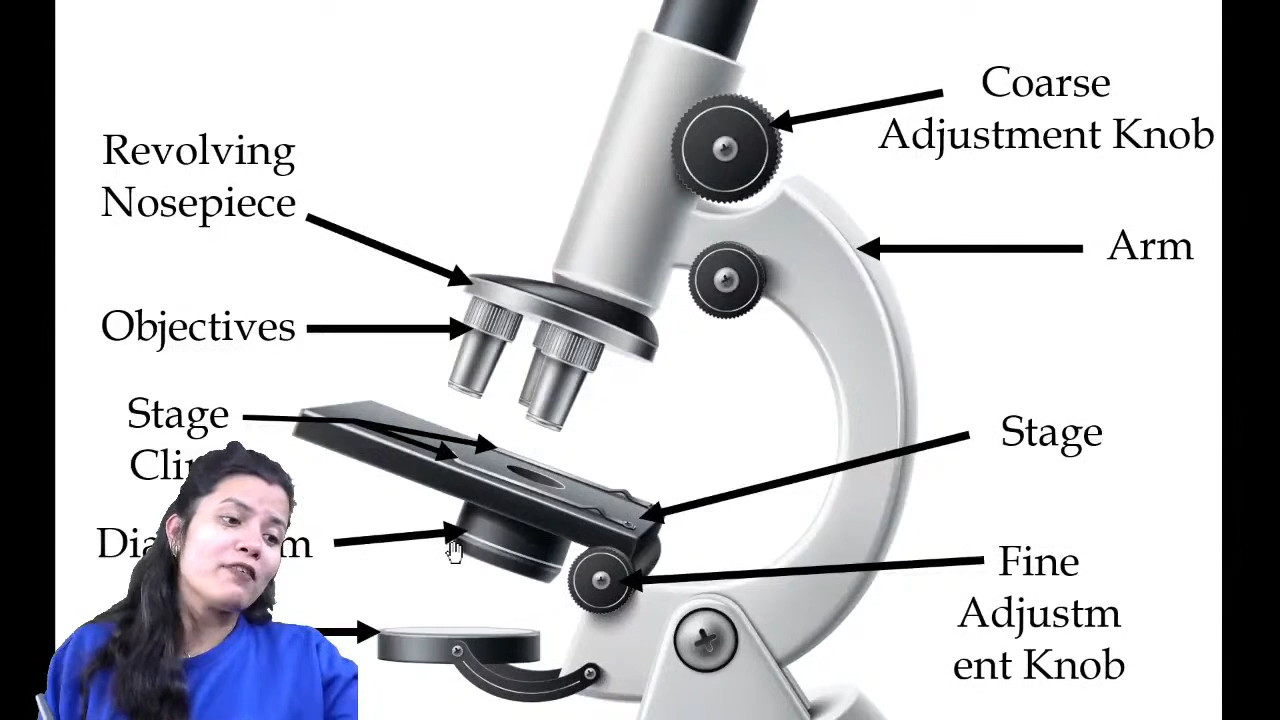 Coarse
Adjustment Knob
Revolving
Nosepiece
Arm
Objectives
Stage
Stage
Fine
Adjustm
ent Knob